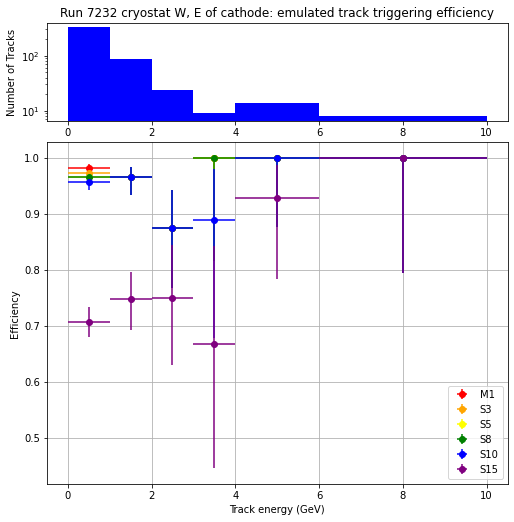 Run 7232 cryostat W, E of cathode: emulated track triggering efficiency
Number of Tracks
10²
10¹
0 2 4 6 8 10
Efficiency
1.0
0.9
0.8
0.7
0.6
0.5
M1
S3
S5
S8
S10
S15
0 2 4 6 8 10
Track energy (GeV)